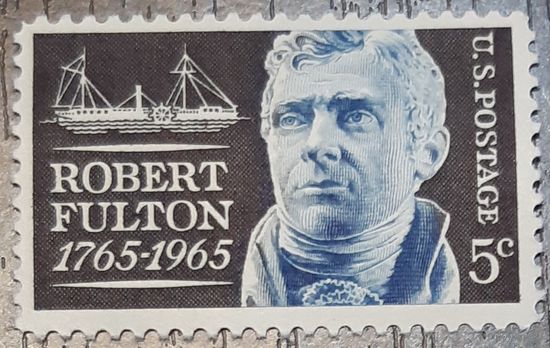 ROBERT
FULTON
1765-1965
U.S. POSTAGE
5c